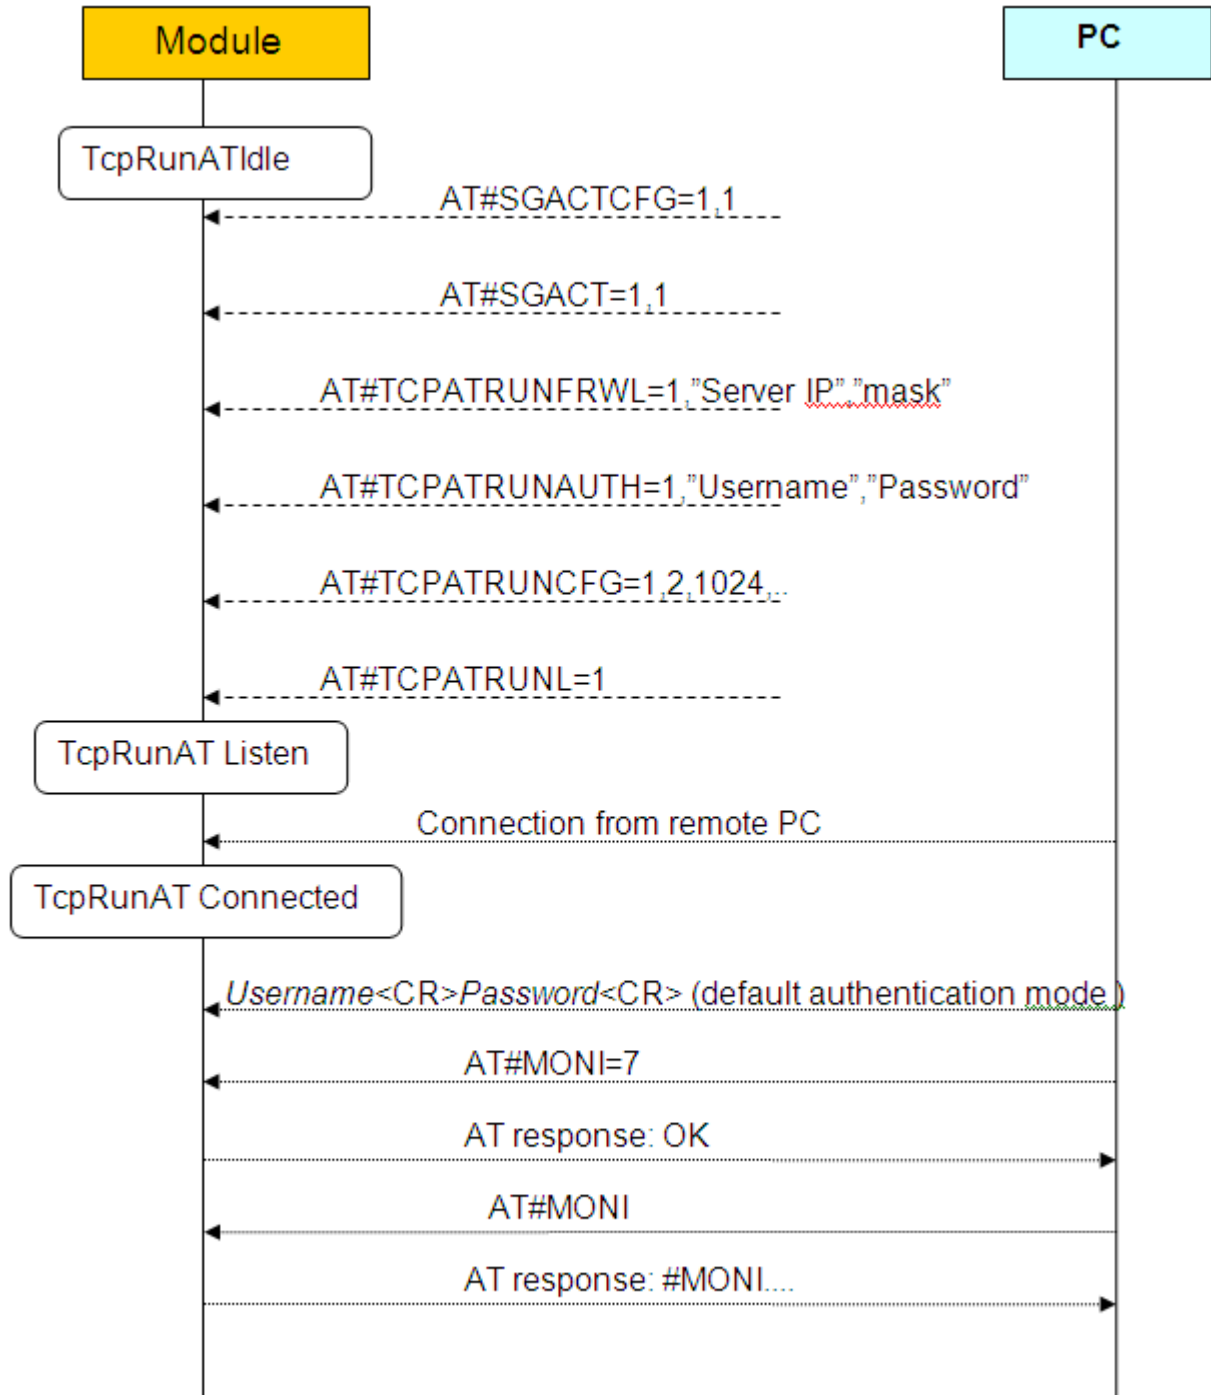 Module
PC
TcpRunATIdle
AT#SGACTCFG=1,1
AT#SGACT=1,1
AT#TCPATRUNFRWL=1,”Server IP”,”mask”
AT#TCPATRUNAUTH=1,”Username”,”Password”
AT#TCPATRUNCFG=1,2,1024,..
AT#TCPATRUNL=1
TcpRunAT Listen
Connection from remote PC
TcpRunAT Connected
Username<CR>Password<CR> (default authentication mode )
AT#MONI=7
AT response: OK
AT#MONI
AT response: #MONI....